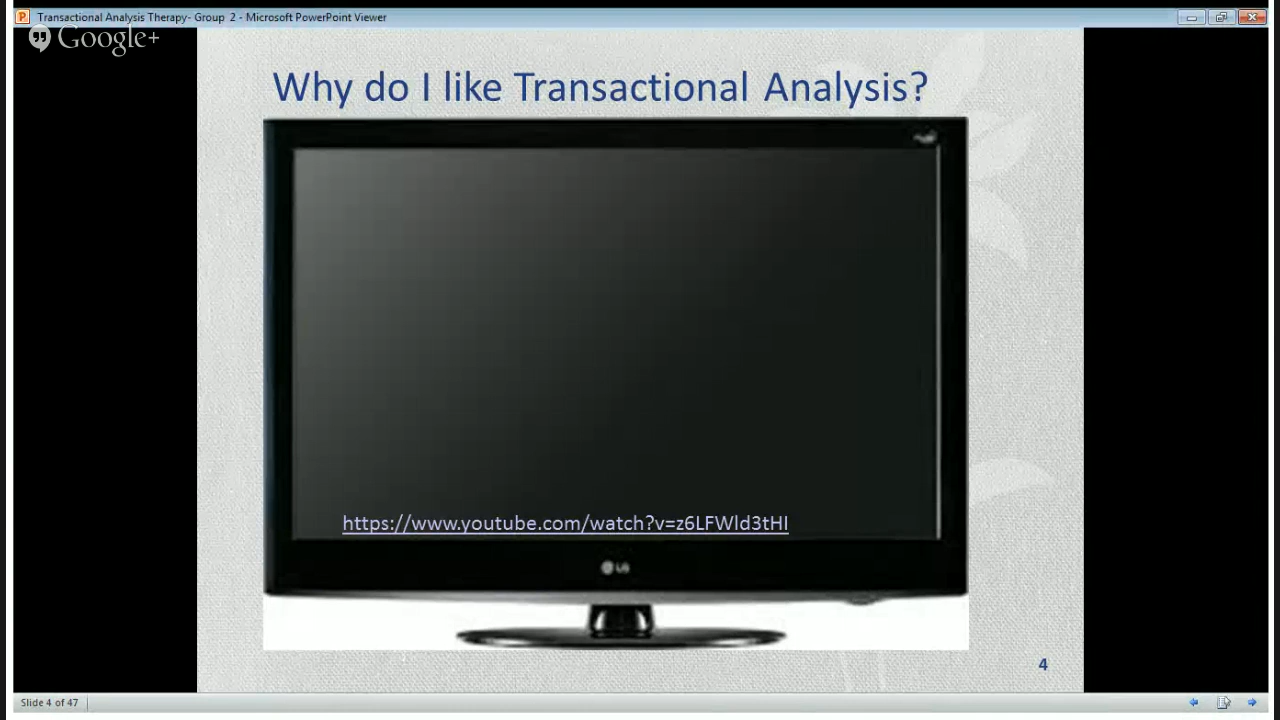 Transactional Analysis Therapy- Group 2 - Microsoft PowerPoint Viewer
Google+
Why do I like Transactional Analysis?
https://www.youtube.com/watch?v=z6LFWld3tHI
LG
4
Slide 4 of 47